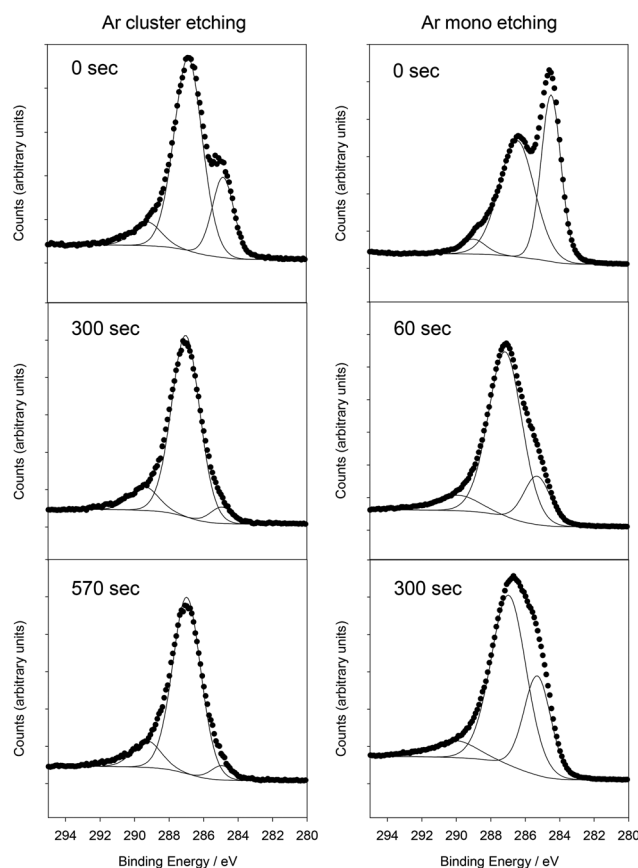 Ar cluster etching
Ar mono etching
0 sec
0 sec
Counts (arbitrary units)
Counts (arbitrary units)
300 sec
60 sec
Counts (arbitrary units)
Counts (arbitrary units)
570 sec
300 sec
Counts (arbitrary units)
Counts (arbitrary units)
294 292 290 288 286 284 282 280
294 292 290 288 286 284 282 280
Binding Energy / eV
Binding Energy / eV